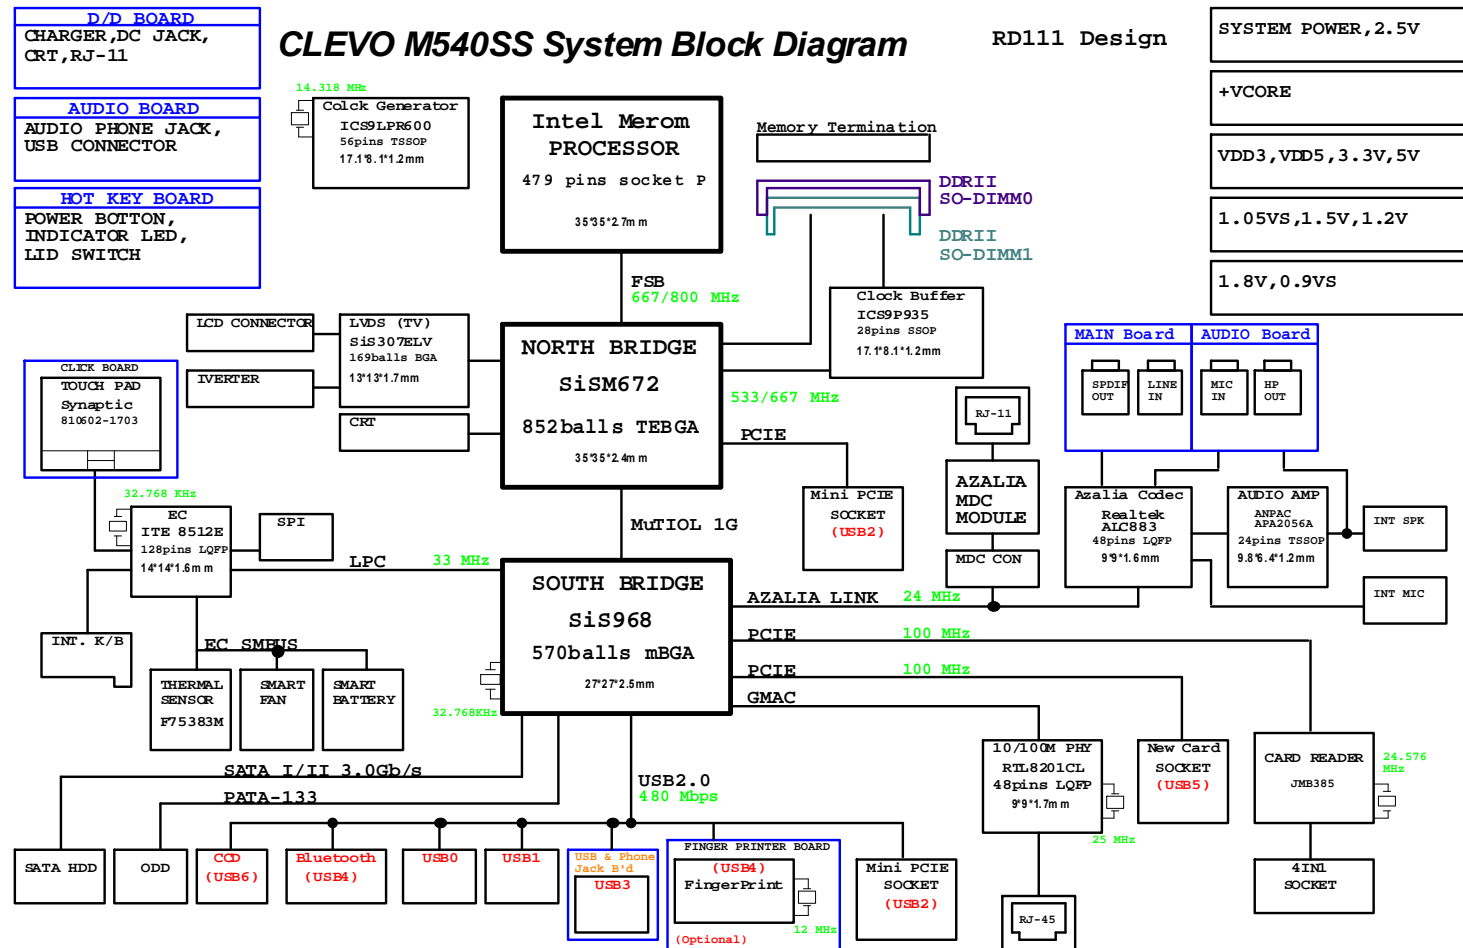 D/D BOARD
CHARGER,DC JACK,
CRT,RJ-11
AUDIO BOARD
AUDIO PHONE JACK,
USB CONNECTOR
HOT KEY BOARD
POWER BOTTON,
INDICATOR LED,
LID SWITCH
CLEVO M540SS System Block Diagram
RD111 Design
SYSTEM POWER,2.5V
+VCORE
VDD3,VDD5,3.3V,5V
1.05VS,1.5V,1.2V
1.8V,0.9VS
14.318 MHz
Colck Generator
ICS9LPR600
56pins TSSOP
17.1*8.1*1.2mm
Intel Merom
PROCESSOR
479 pins socket P
35*35*2.7mm
Memory Termination
DDRII
SO-DIMM0
DDRII
SO-DIMM1
FSB
667/800 MHz
Clock Buffer
ICS9P935
28pins SSOP
17.1*8.1*1.2mm
LCD CONNECTOR
IVERTER
LVDS (TV)
SiS307ELV
169balls BGA
13*13*1.7mm
CRT
NORTH BRIDGE
SiSM672
852balls TEBGA
35*35*2.4mm
533/667 MHz
PCIE
Mini PCIE
SOCKET
(USB2)
MuTIOL 1G
CLICK BOARD
TOUCH PAD
Synaptic
810602-1703
32.768 KHz
EC
ITE 8512E
128pins LQFP
14*14*1.6mm
SPI
LPC
33 MHz
INT. K/B
EC SMBUS
THERMAL
SENSOR
F75383M
SMART
FAN
SMART
BATTERY
SOUTH BRIDGE
SiS968
570balls mBGA
27*27*2.5mm
32.768KHz
RJ-11
AZALIA
MDC
MODULE
MDC CON
MAIN Board
AUDIO Board
SPDIF
OUT
LINE
IN
MIC
IN
HP
OUT
Azalia Codec
Realtek
ALC883
48pins LQFP
9*9*1.6mm
AUDIO AMP
ANPAC
APA2056A
24pins TSSOP
9.8*6.4*1.2mm
INT SPK
INT MIC
AZALIA LINK
24 MHz
PCIE
100 MHz
PCIE
100 MHz
GMAC
10/100M PHY
RTL8201CL
48pins LQFP
9*9*1.7mm
25 MHz
RJ-45
New Card
SOCKET
(USB5)
CARD READER
JMB385
24.576
MHz
4IN1
SOCKET
SATA I/II 3.0Gb/s
PATA-133
USB2.0
480 Mbps
SATA HDD
ODD
CCD
(USB6)
Bluetooth
(USB4)
USB0
USB1
USB & Phone
Jack B'd
USB3
FINGER PRINTER BOARD
(USB4)
FingerPrint
12 MHz
(Optional)
Mini PCIE
SOCKET
(USB2)